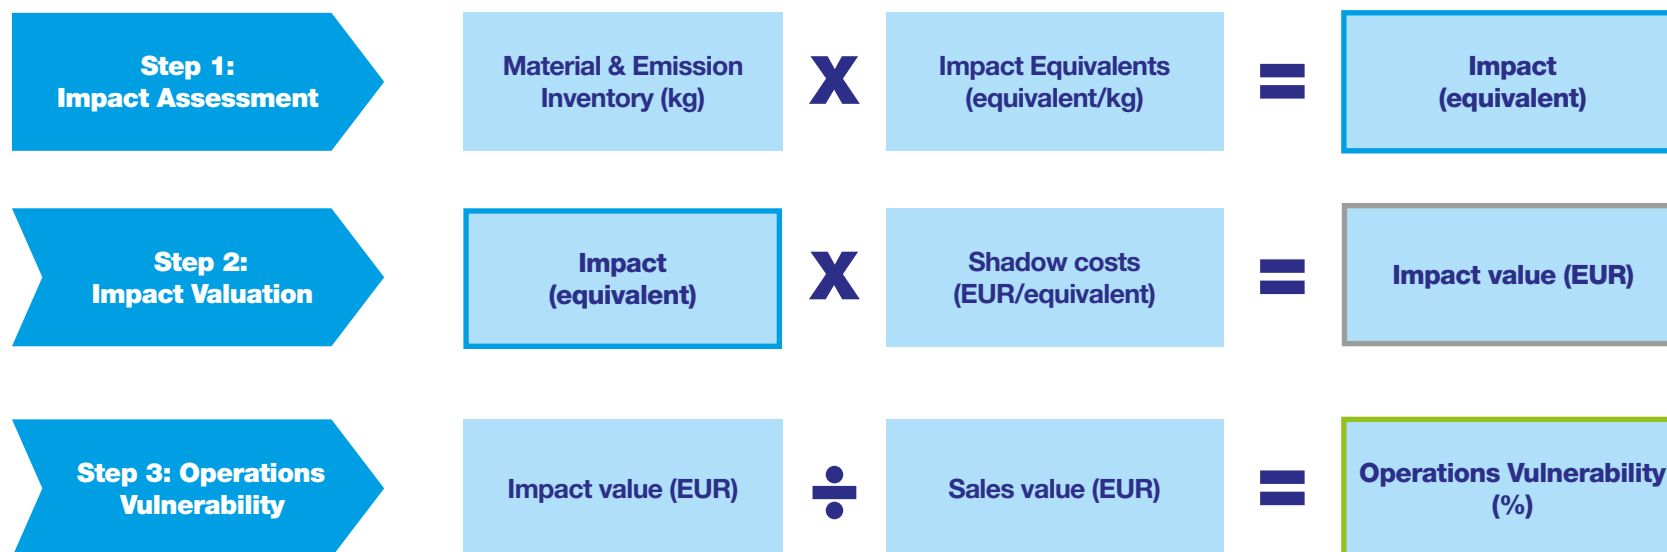 Step 1:
Impact Assessment
Material & Emission
Inventory (kg)
X
Impact Equivalents
(equivalent/kg)
=
Impact
(equivalent)
Step 2:
Impact Valuation
Impact
(equivalent)
X
Shadow costs
(EUR/equivalent)
=
Impact value (EUR)
Step 3: Operations
Vulnerability
Impact value (EUR)
÷
Sales value (EUR)
=
Operations Vulnerability
(%)